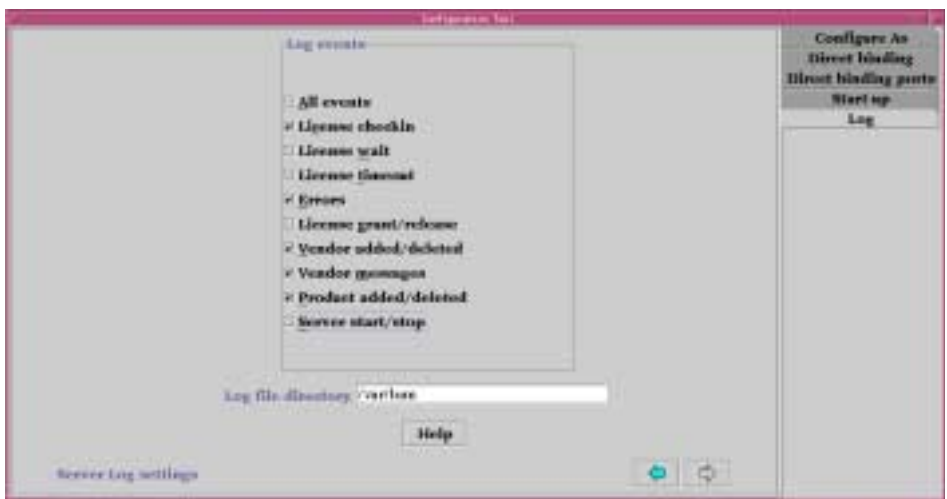 Configuration Tool
Configure As
Direct binding
Direct binding ports
Start up
Log
Log events
All events
License checkin
License wait
License timeout
Errors
License grant/release
Vendor added/deleted
Vendor messages
Product added/deleted
Server start/stop
Log file directory
Help
Server Log settings